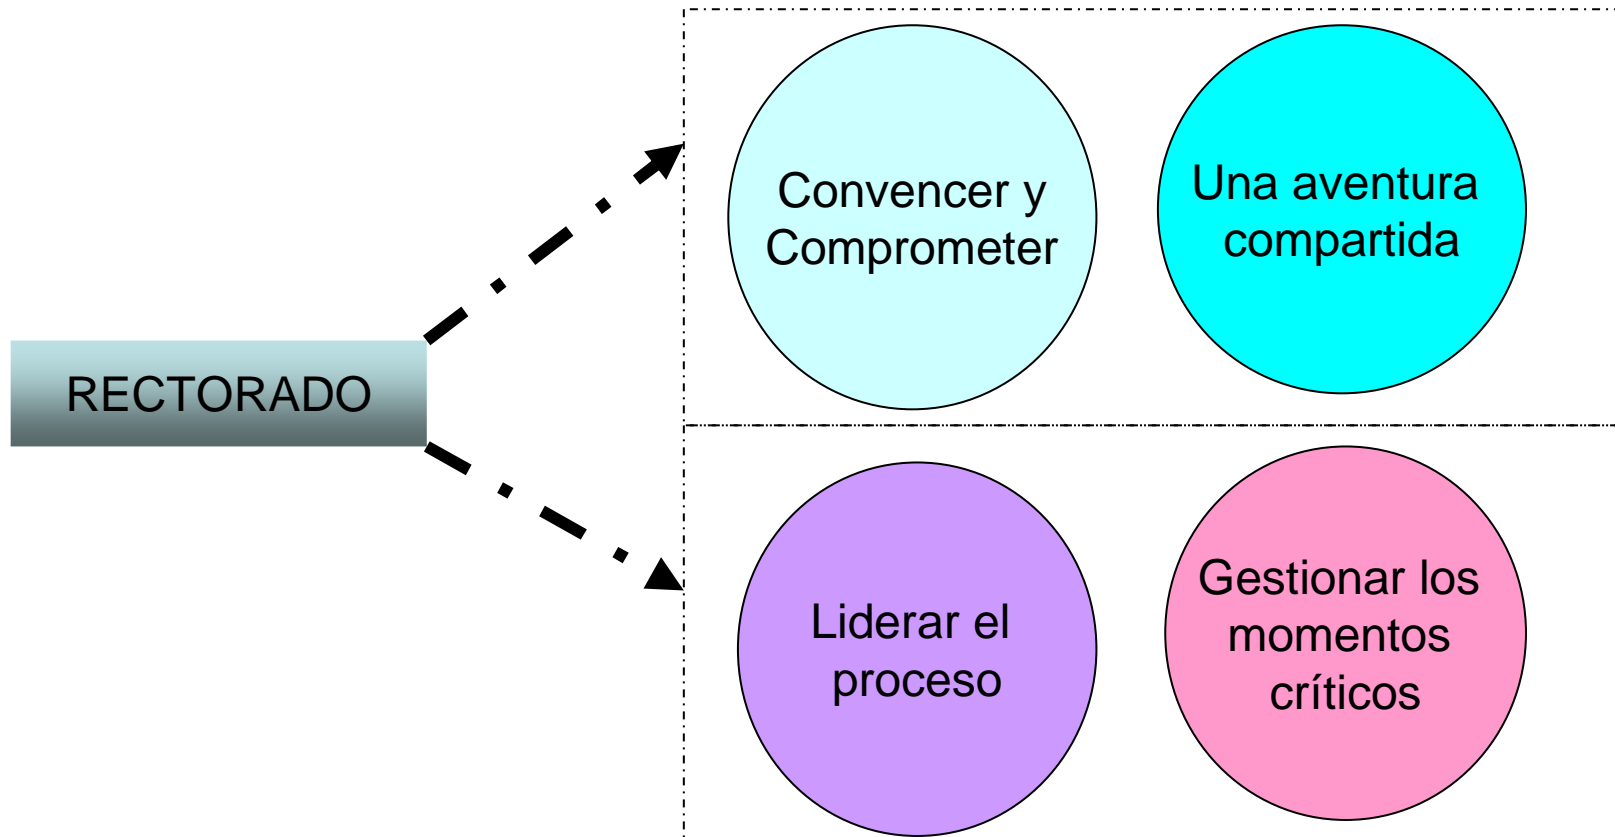 RECTORADO
Convencer y
Comprometer
Una aventura
compartida
Liderar el
proceso
Gestionar los
momentos
críticos